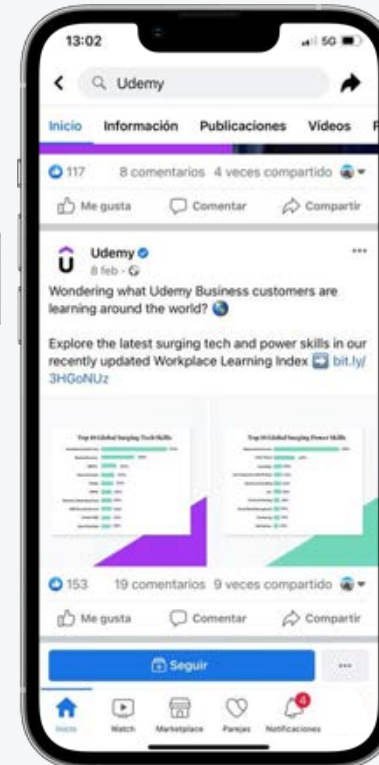 13:02
5G
Udemy
Inicio Información Publicaciones Videos F
117 8 comentarios 4 veces compartido
Me gusta Comentar Compartir
Udemy
8 feb
Wondering what Udemy Business customers are
learning around the world?
Explore the latest surging tech and power skills in our
recently updated Workplace Learning Index bit.ly/
3HGoNUz
Top 10 Global Surging Tech Skills
Top 10 Global Surging Power Skills
153 19 comentarios 9 veces compartido
Me gusta Comentar Compartir
Seguir
4
Inicio Watch Marketplace Parejas Notificaciones